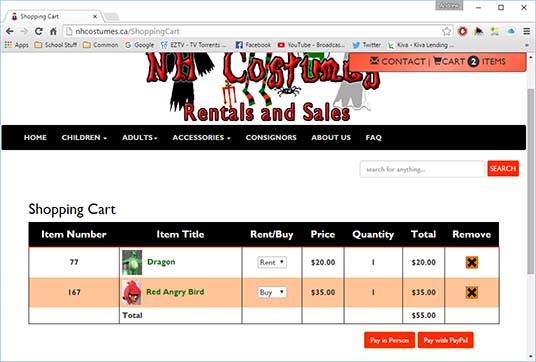 Andrew
Shopping Cart
nhcostumes.ca/ShoppingCart
Apps School Stuff Common Other EZTV - TV Torrents ... Facebook YouTube - Broadcas... Twitter Kiva - Kiva Lending ... Other bookmarks
CONTACT | CART 2 ITEMS
NH Costumes
Rentals and Sales
HOME CHILDREN ADULTS ACCESSORIES CONSIGNORS ABOUT US FAQ
search for anything... SEARCH
Shopping Cart
Item Number Item Title Rent/Buy Price Quantity Total Remove
77 Dragon Rent $20.00 1 $20.00
167 Red Angry Bird Buy $35.00 1 $35.00
Total $55.00
Pay in Person Pay with PayPal